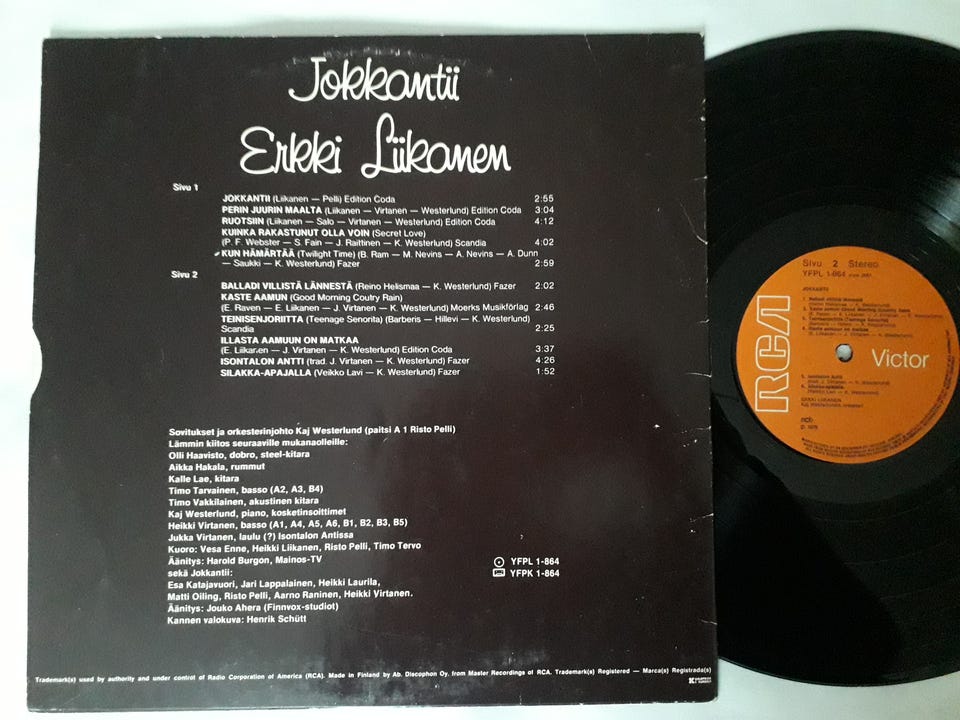 Jokkantii
Erkki Liikanen
Sivu 1
JOKKANTII (Liikanen — Pelli) Edition Coda 2:55
PERIN JUURIN MAALTA (Liikanen — Virtanen — Westerlund) Edition Coda 3:04
RUOTSIIN (Liikanen — Salo — Virtanen — Westerlund) Edition Coda 4:12
KUINKA RAKASTUNUT OLLA VOIN (Secret Love)
(P. F. Webster — S. Fain — J. Raittinen — K. Westerlund) Scandia 4:02
KUN HÄMÄRTÄÄ (Twilight Time) (B. Ram — M. Nevins — A. Nevins — A. Dunn
— Saukki — K. Westerlund) Fazer 2:59
Sivu 2
BALLADI VILLISTÄ LÄNNESTÄ (Reino Helismaa — K. Westerlund) Fazer 2:02
KASTE AAMUN (Good Morning Coutry Rain)
(E. Raven — E. Liikanen — J. Virtanen — K. Westerlund) Moerks Musikförlag 2:46
TEINISENJORIITTA (Teenage Senorita) (Barberis — Hillevi — K. Westerlund)
Scandia 2:25
ILLASTA AAMUUN ON MATKAA
(E. Liikanen — J. Virtanen — K. Westerlund) Edition Coda 3:37
ISONTALON ANTTI (trad. J. Virtanen — K. Westerlund) Fazer 4:26
SILAKKA-APAJALLA (Veikko Lavi — K. Westerlund) Fazer 1:52
Sovitukset ja orkesterinjohto Kaj Westerlund (paitsi A 1 Risto Pelli)
Lämmin kiitos seuraaville mukanaolleille:
Olli Haavisto, dobro, steel-kitara
Aikka Hakala, rummut
Kalle Lae, kitara
Timo Tarvainen, basso (A2, A3, B4)
Timo Vakkilainen, akustinen kitara
Kaj Westerlund, piano, kosketinsoittimet
Heikki Virtanen, basso (A1, A4, A5, A6, B1, B2, B3, B5)
Jukka Virtanen, laulu (?) Isontalon Antissa
Kuoro: Vesa Enne, Heikki Liikanen, Risto Pelli, Timo Tervo
Äänitys: Harold Burgon, Mainos-TV
sekä Jokkantii:
Esa Katajavuori, Jari Lappalainen, Heikki Laurila,
Matti Oiling, Risto Pelli, Aarno Raninen, Heikki Virtanen.
Äänitys: Jouko Ahera (Finnvox-studiot)
Kannen valokuva: Henrik Schütt
YFPL 1-864
YFPK 1-864
Trademark(s) used by authority and under control of Radio Corporation of America (RCA). Made in Finland by Ab. Discophon Oy. from Master Recordings of RCA. Trademark(s) Registered — Marca(s) Registrada(s)
Sivu 2 Stereo
YFPL 1-864
JOKKANTII
RCA
Victor
ERKKI LIIKANEN
ncb